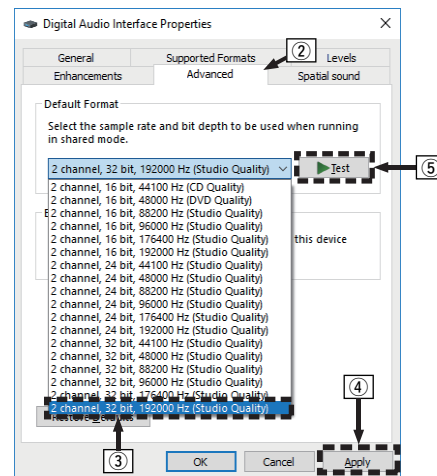 Digital Audio Interface Properties
General Supported Formats Levels
②
Enhancements Advanced Spatial sound
Default Format
Select the sample rate and bit depth to be used when running
in shared mode.
2 channel, 32 bit, 192000 Hz (Studio Quality) Test ⑤
2 channel, 16 bit, 44100 Hz (CD Quality)
2 channel, 16 bit, 48000 Hz (DVD Quality)
2 channel, 16 bit, 88200 Hz (Studio Quality)
2 channel, 16 bit, 96000 Hz (Studio Quality)
2 channel, 16 bit, 176400 Hz (Studio Quality)
2 channel, 16 bit, 192000 Hz (Studio Quality) this device
2 channel, 24 bit, 44100 Hz (Studio Quality)
2 channel, 24 bit, 48000 Hz (Studio Quality)
2 channel, 24 bit, 88200 Hz (Studio Quality)
2 channel, 24 bit, 96000 Hz (Studio Quality)
2 channel, 24 bit, 176400 Hz (Studio Quality)
2 channel, 24 bit, 192000 Hz (Studio Quality)
2 channel, 32 bit, 44100 Hz (Studio Quality)
2 channel, 32 bit, 48000 Hz (Studio Quality)
2 channel, 32 bit, 88200 Hz (Studio Quality)
2 channel, 32 bit, 96000 Hz (Studio Quality)
2 channel, 32 bit, 176400 Hz (Studio Quality)
2 channel, 32 bit, 192000 Hz (Studio Quality)
④
③
OK Cancel Apply